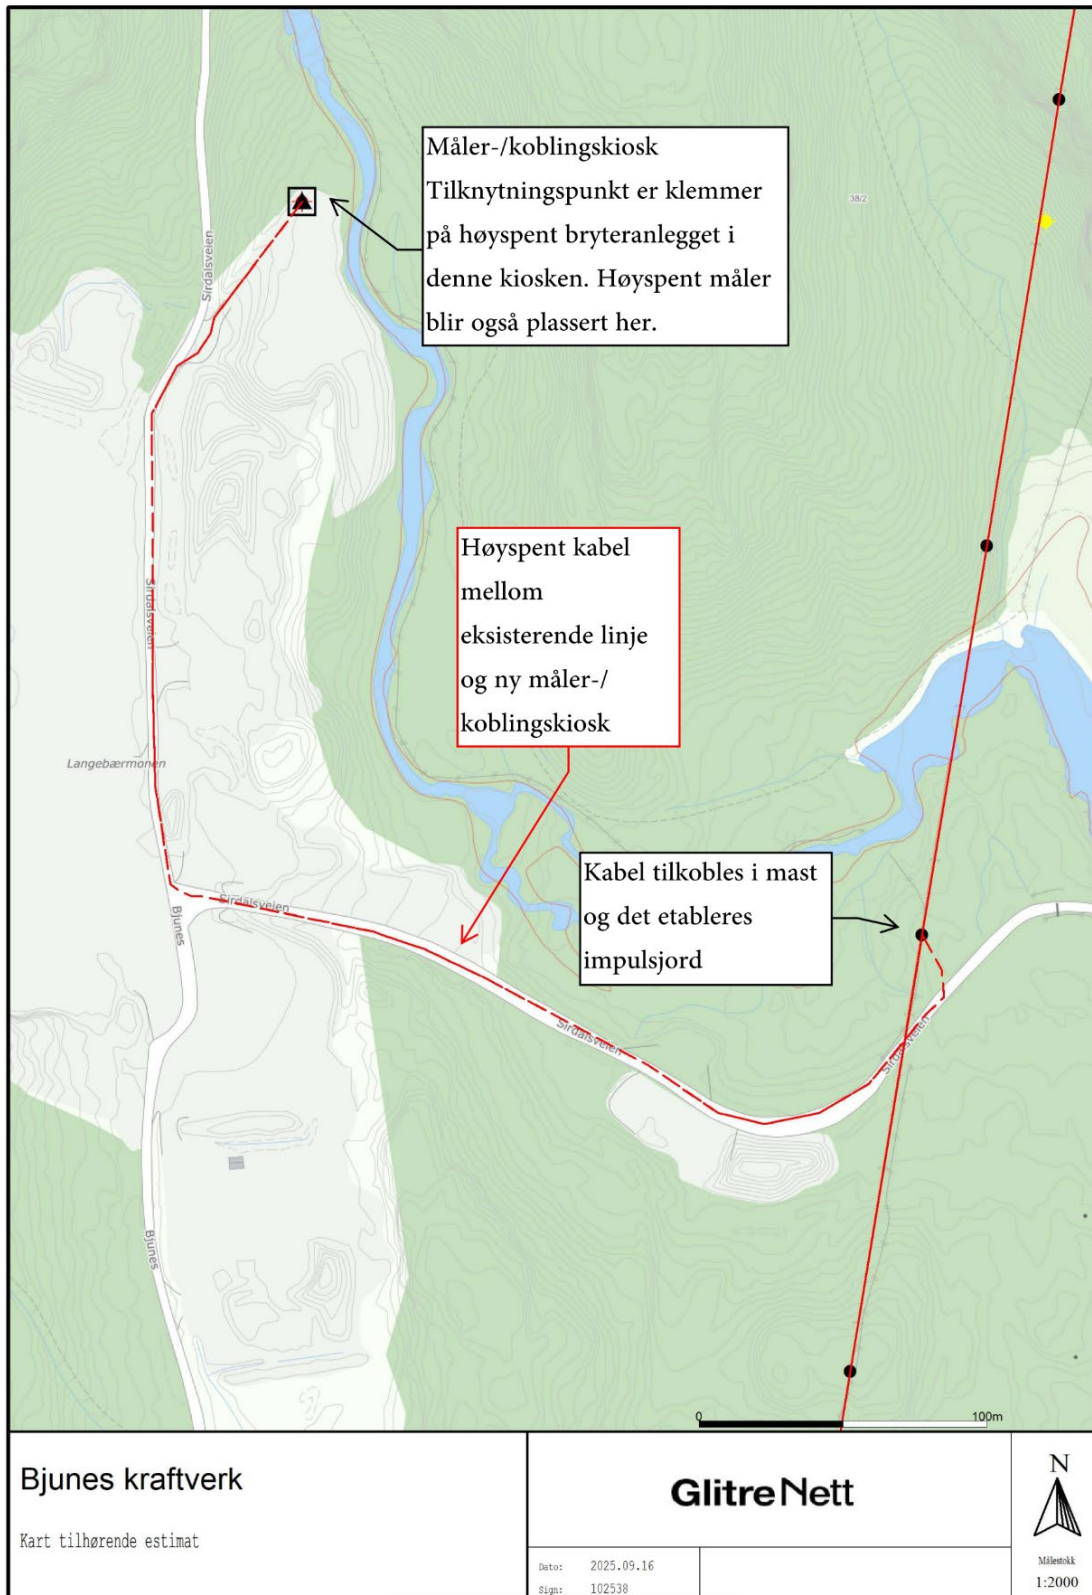 Måler-/koblingskiosk
Tilknytningspunkt er klemmer
på høyspent bryteranlegget i
denne kiosken. Høyspent måler
blir også plassert her.
38/2
Sirdalsveien
Høyspent kabel
mellom
eksisterende linje
og ny måler-/
koblingskiosk
Sirdalsveien
Langebærmonen
Kabel tilkobles i mast
og det etableres
impulsjord
Sirdalsveien
Bjunes
Sirdalsveien
Sirdalsveien
Bjunes
0 100m
Bjunes kraftverk
Kart tilhørende estimat
Glitre Nett
Dato: 2025.09.16
Sign: 102538
N
Målestokk
1:2000